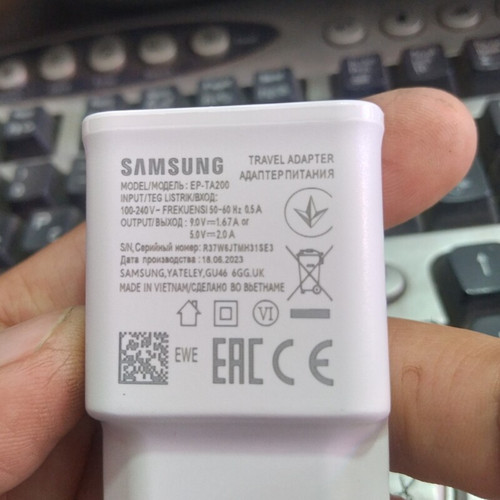 SAMSUNG
TRAVEL ADAPTER
АДАПТЕР ПИТАНИЯ
MODEL/МОДЕЛЬ: EP-TA200
INPUT/TEG LISTRIK/ВХОД:
100-240V~ FREKUENSI 50-60 Hz 0.5A
OUTPUT/ВЫХОД: 9.0V⎓1.67A or
5.0V⎓2.0A
S/N, Серийный номер: R37W8JTMH31SE3
Дата производства: 18.06.2023
SAMSUNG, YATELEY, GU46 6GG.UK
MADE IN VIETNAM/СДЕЛАНО ВО ВЬЕТНАМЕ
VI
EWE
EAC CE